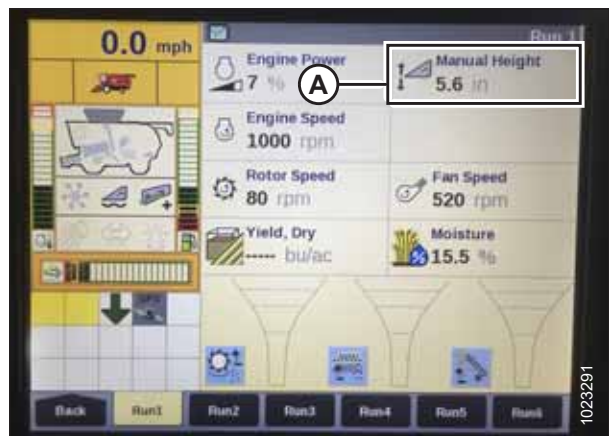 0.0 mph
Run 1
Engine Power
7 %
A
Manual Height
5.6 in
Engine Speed
1000 rpm
Rotor Speed
80 rpm
Fan Speed
520 rpm
Yield, Dry
----- bu/ac
Moisture
15.5 %
Back
Run1
Run2
Run3
Run4
Run5
Run6
1023291